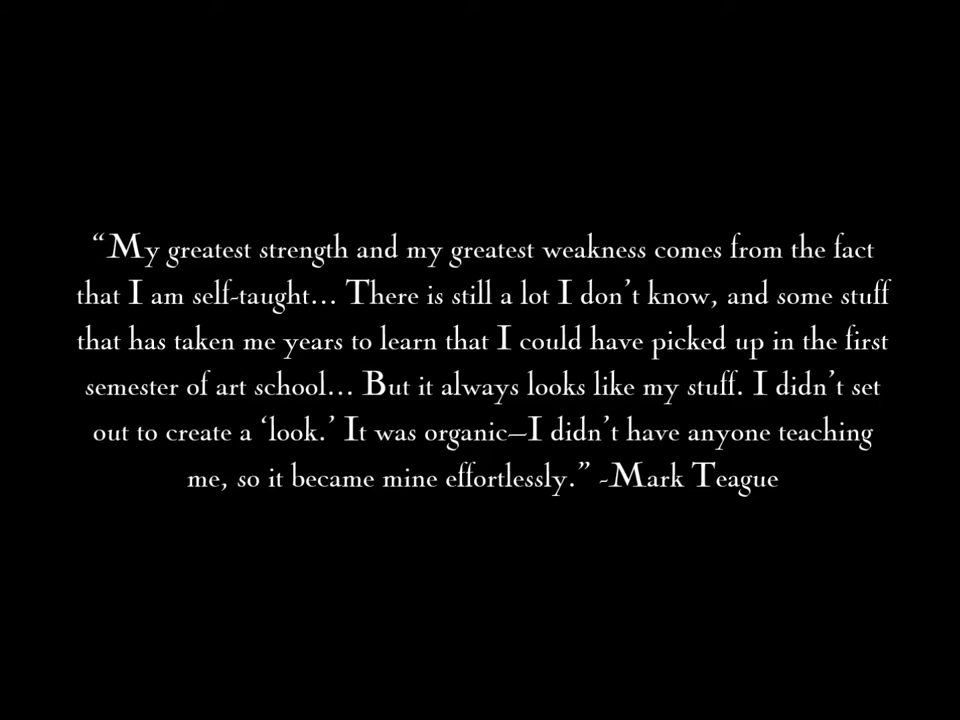 “My greatest strength and my greatest weakness comes from the fact
that I am self-taught... There is still a lot I don’t know, and some stuff
that has taken me years to learn that I could have picked up in the first
semester of art school... But it always looks like my stuff. I didn’t set
out to create a ‘look.’ It was organic–I didn’t have anyone teaching
me, so it became mine effortlessly.” -Mark Teague